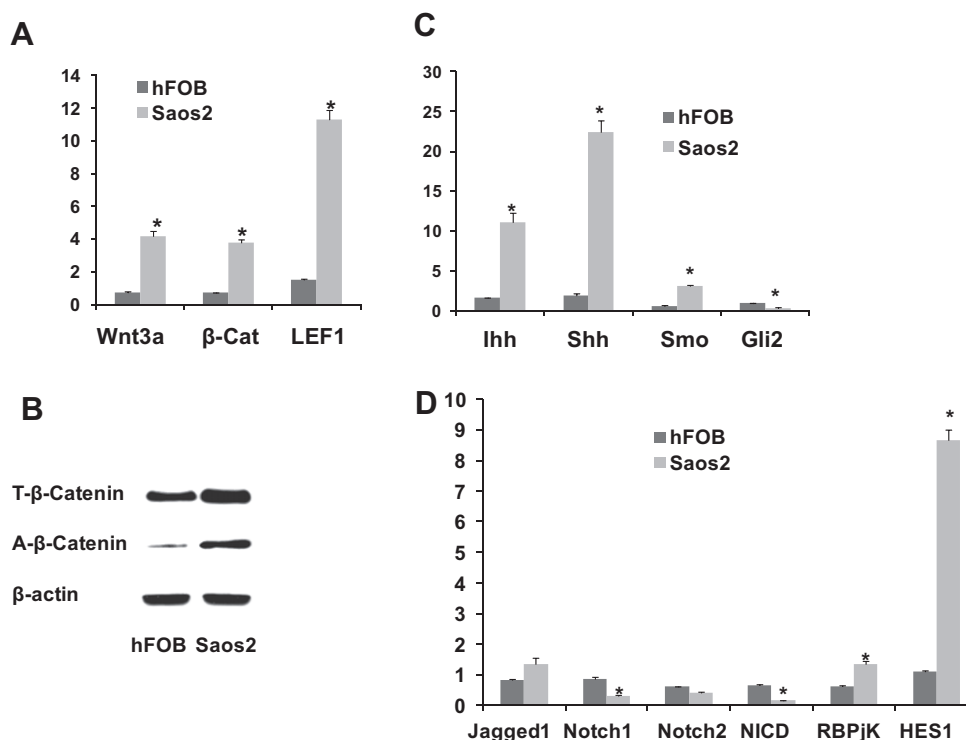 A
14
12
10
8
6
4
2
0
hFOB
Saos2
*
*
*
Wnt3a β-Cat LEF1
B
T-β-Catenin
A-β-Catenin
β-actin
hFOB Saos2
C
30
25
20
15
10
5
0
hFOB
Saos2
*
*
*
*
Ihh Shh Smo Gli2
D
10
9
8
7
6
5
4
3
2
1
0
hFOB
Saos2
*
*
*
*
Jagged1 Notch1 Notch2 NICD RBPjK HES1